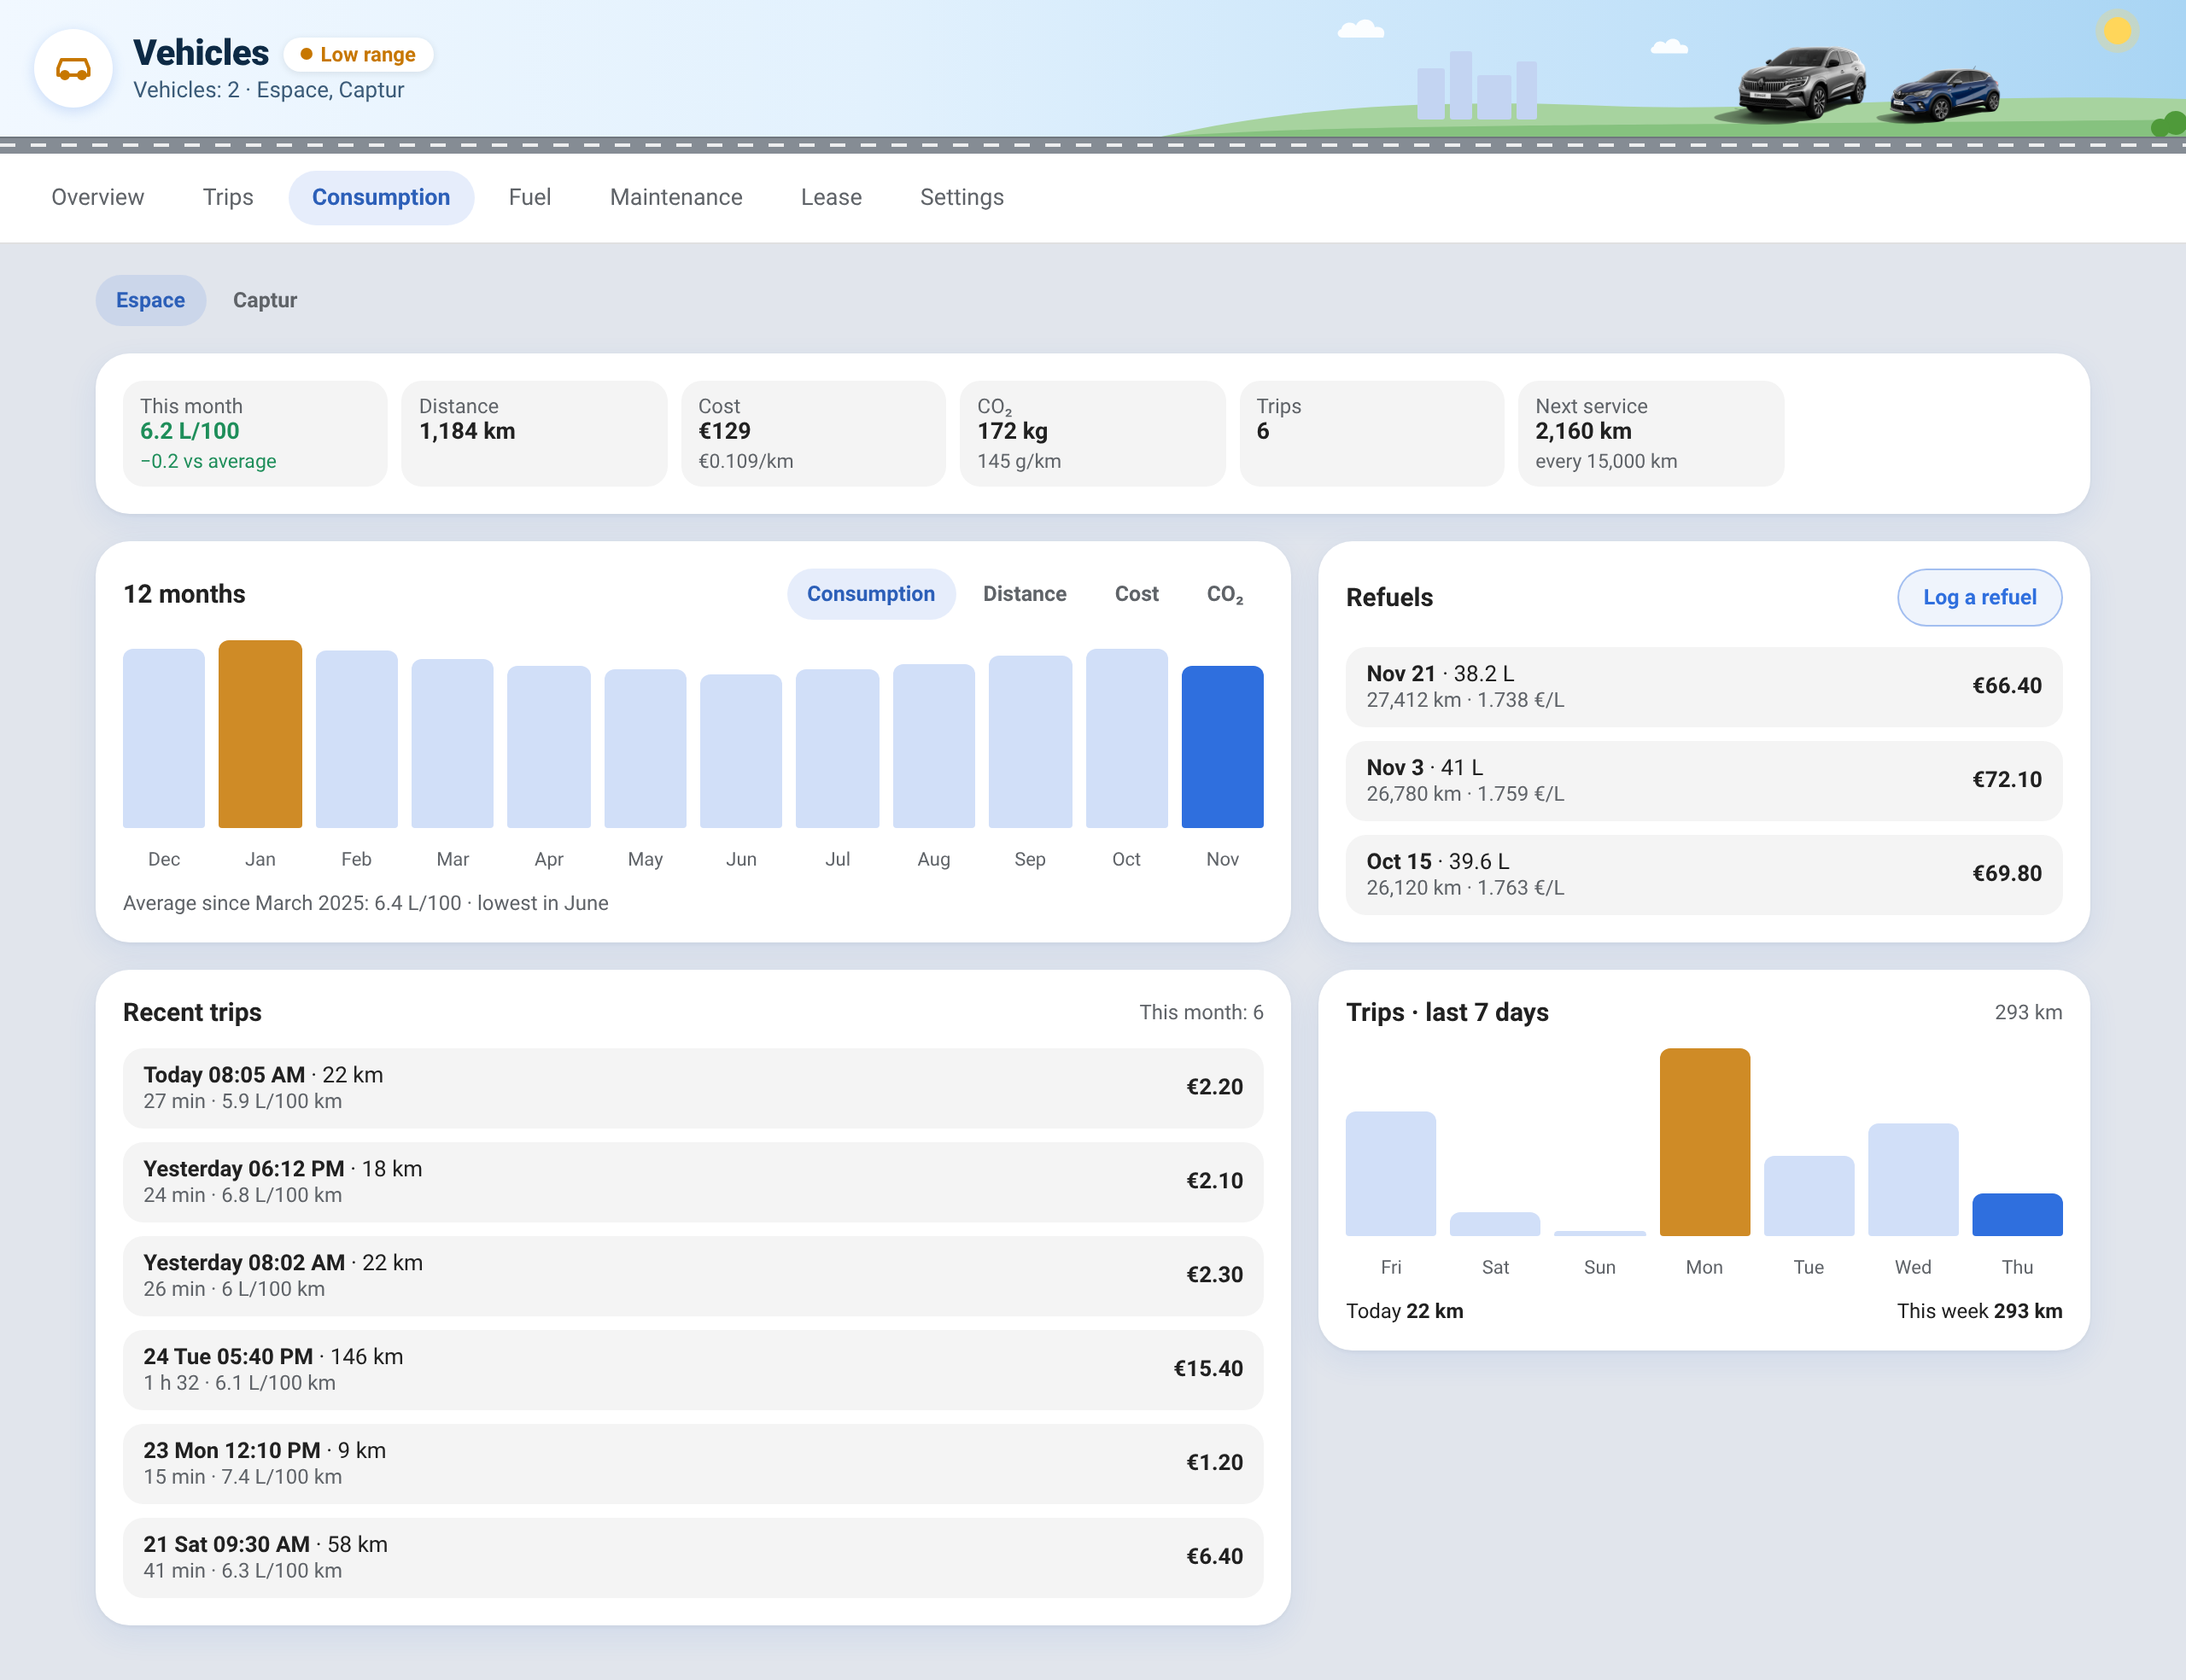 Vehicles
Low range
Vehicles: 2 · Espace, Captur
Overview
Trips
Consumption
Fuel
Maintenance
Lease
Settings
Espace
Captur
This month
6.2 L/100
−0.2 vs average
Distance
1,184 km
Cost
€129
€0.109/km
CO₂
172 kg
145 g/km
Trips
6
Next service
2,160 km
every 15,000 km
12 months
Consumption
Distance
Cost
CO₂
Dec
Jan
Feb
Mar
Apr
May
Jun
Jul
Aug
Sep
Oct
Nov
Average since March 2025: 6.4 L/100 · lowest in June
Refuels
Log a refuel
Nov 21 · 38.2 L
27,412 km · 1.738 €/L
€66.40
Nov 3 · 41 L
26,780 km · 1.759 €/L
€72.10
Oct 15 · 39.6 L
26,120 km · 1.763 €/L
€69.80
Recent trips
This month: 6
Today 08:05 AM · 22 km
27 min · 5.9 L/100 km
€2.20
Yesterday 06:12 PM · 18 km
24 min · 6.8 L/100 km
€2.10
Yesterday 08:02 AM · 22 km
26 min · 6 L/100 km
€2.30
24 Tue 05:40 PM · 146 km
1 h 32 · 6.1 L/100 km
€15.40
23 Mon 12:10 PM · 9 km
15 min · 7.4 L/100 km
€1.20
21 Sat 09:30 AM · 58 km
41 min · 6.3 L/100 km
€6.40
Trips · last 7 days
293 km
Fri
Sat
Sun
Mon
Tue
Wed
Thu
Today 22 km
This week 293 km